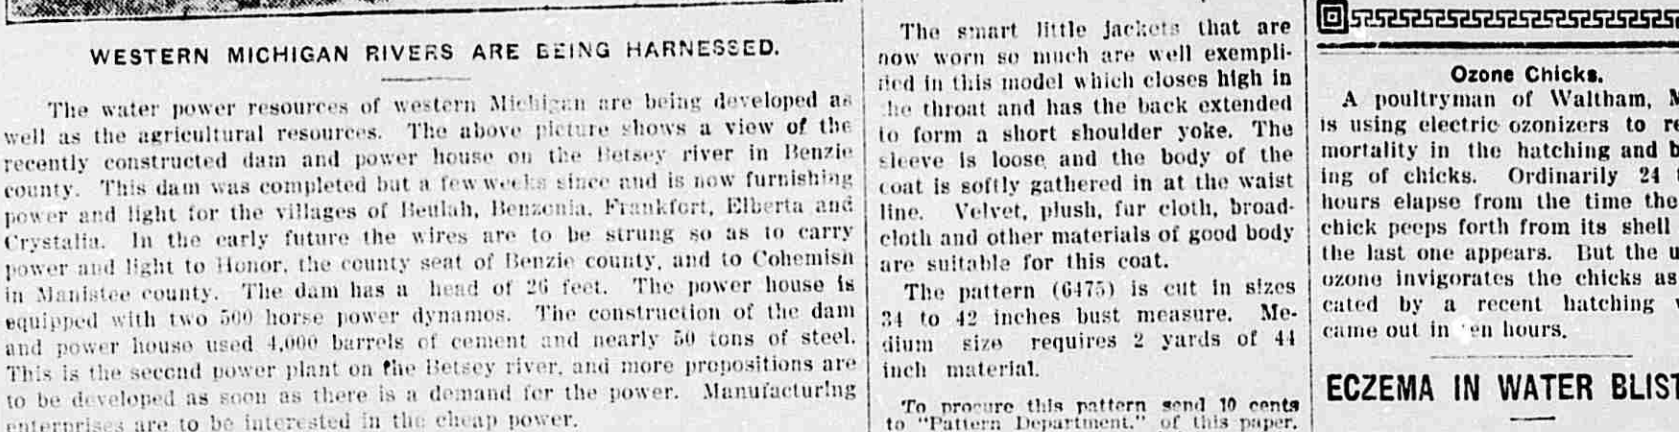 WESTERN MICHIGAN RIVERS ARE BEING HARNESSED.
The water power resources of western Michigan are being developed as
well as the agricultural resources. The above picture shows a view of the
recently constructed dam and power house on the Betsey river in Benzie
county. This dam was completed but a few weeks since and is now furnishing
power and light for the villages of Beulah, Benzonia, Frankfort, Elberta and
Crystalia. In the early future the wires are to be strung so as to carry
power and light to Honor, the county seat of Benzie county, and to Cohemish
in Manistee county. The dam has a head of 26 feet. The power house is
equipped with two 500 horse power dynamos. The construction of the dam
and power house used 4,000 barrels of cement and nearly 50 tons of steel.
This is the second power plant on the Betsey river, and more propositions are
to be developed as soon as there is a demand for the power. Manufacturing
enterprises are to be interested in the cheap power.
The smart little jackets that are
now worn so much are well exempli-
fied in this model which closes high in
the throat and has the back extended
to form a short shoulder yoke. The
sleeve is loose and the body of the
coat is softly gathered in at the waist
line. Velvet, plush, fur cloth, broad-
cloth and other materials of good body
are suitable for this coat.
The pattern (6475) is cut in sizes
34 to 42 inches bust measure. Me-
dium size requires 2 yards of 44
inch material.
To procure this pattern send 10 cents
to "Pattern Department," of this paper.
Ozone Chicks.
A poultryman of Waltham, M
is using electric ozonizers to re
mortality in the hatching and b
ing of chicks. Ordinarily 24
hours elapse from the time the
chick peeps forth from its shell
the last one appears. But the u
ozone invigorates the chicks as
cated by a recent hatching
came out in 'en hours.
ECZEMA IN WATER BLIST